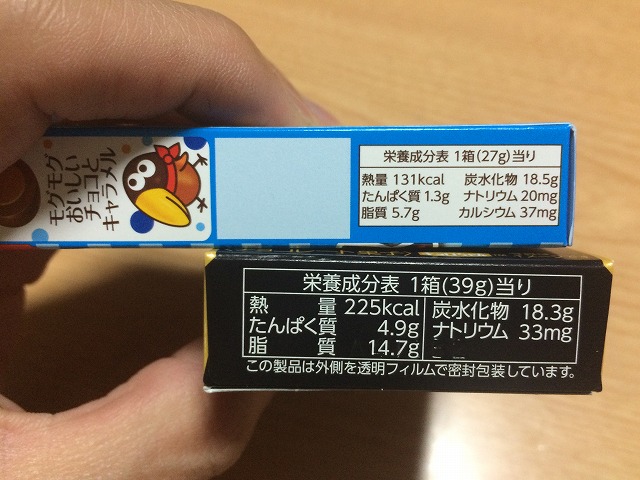 モグモグ
おいしい
チョコと
キャラメル
栄養成分表 1箱(27g)当り
熱量 131kcal 炭水化物 18.5g
たんぱく質 1.3g ナトリウム 20mg
脂質 5.7g カルシウム 37mg
栄養成分表 1箱(39g)当り
熱量 225kcal 炭水化物 18.3g
たんぱく質 4.9g ナトリウム 33mg
脂質 14.7g
この製品は外側を透明フィルムで密封包装しています。